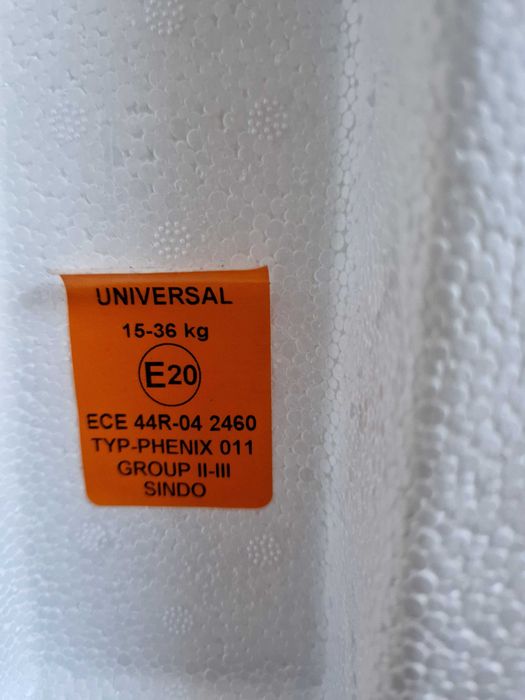 UNIVERSAL
15-36 kg
E20
ECE 44R-04 2460
TYP-PHENIX 011
GROUP II-III
SINDO